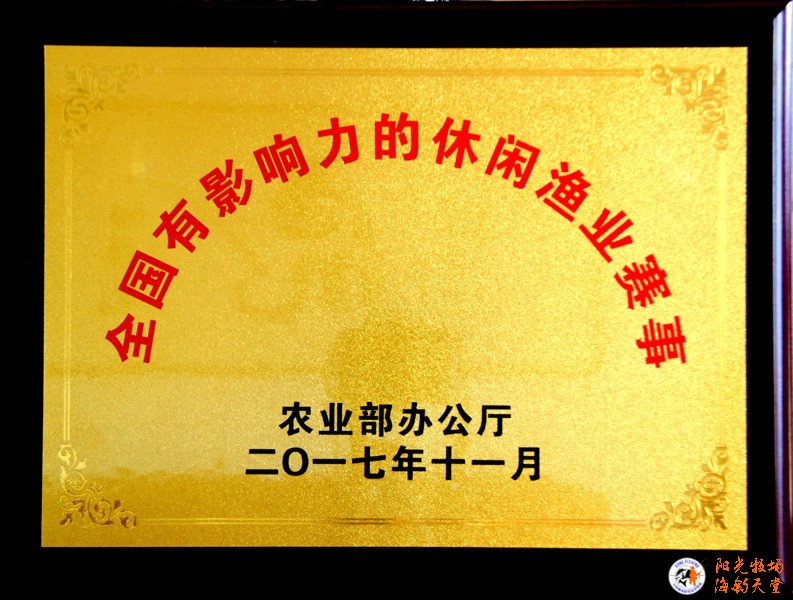 全国有影响力的休闲渔业赛事
农业部办公厅
二〇一七年十一月
阳光牧场
海钓天堂